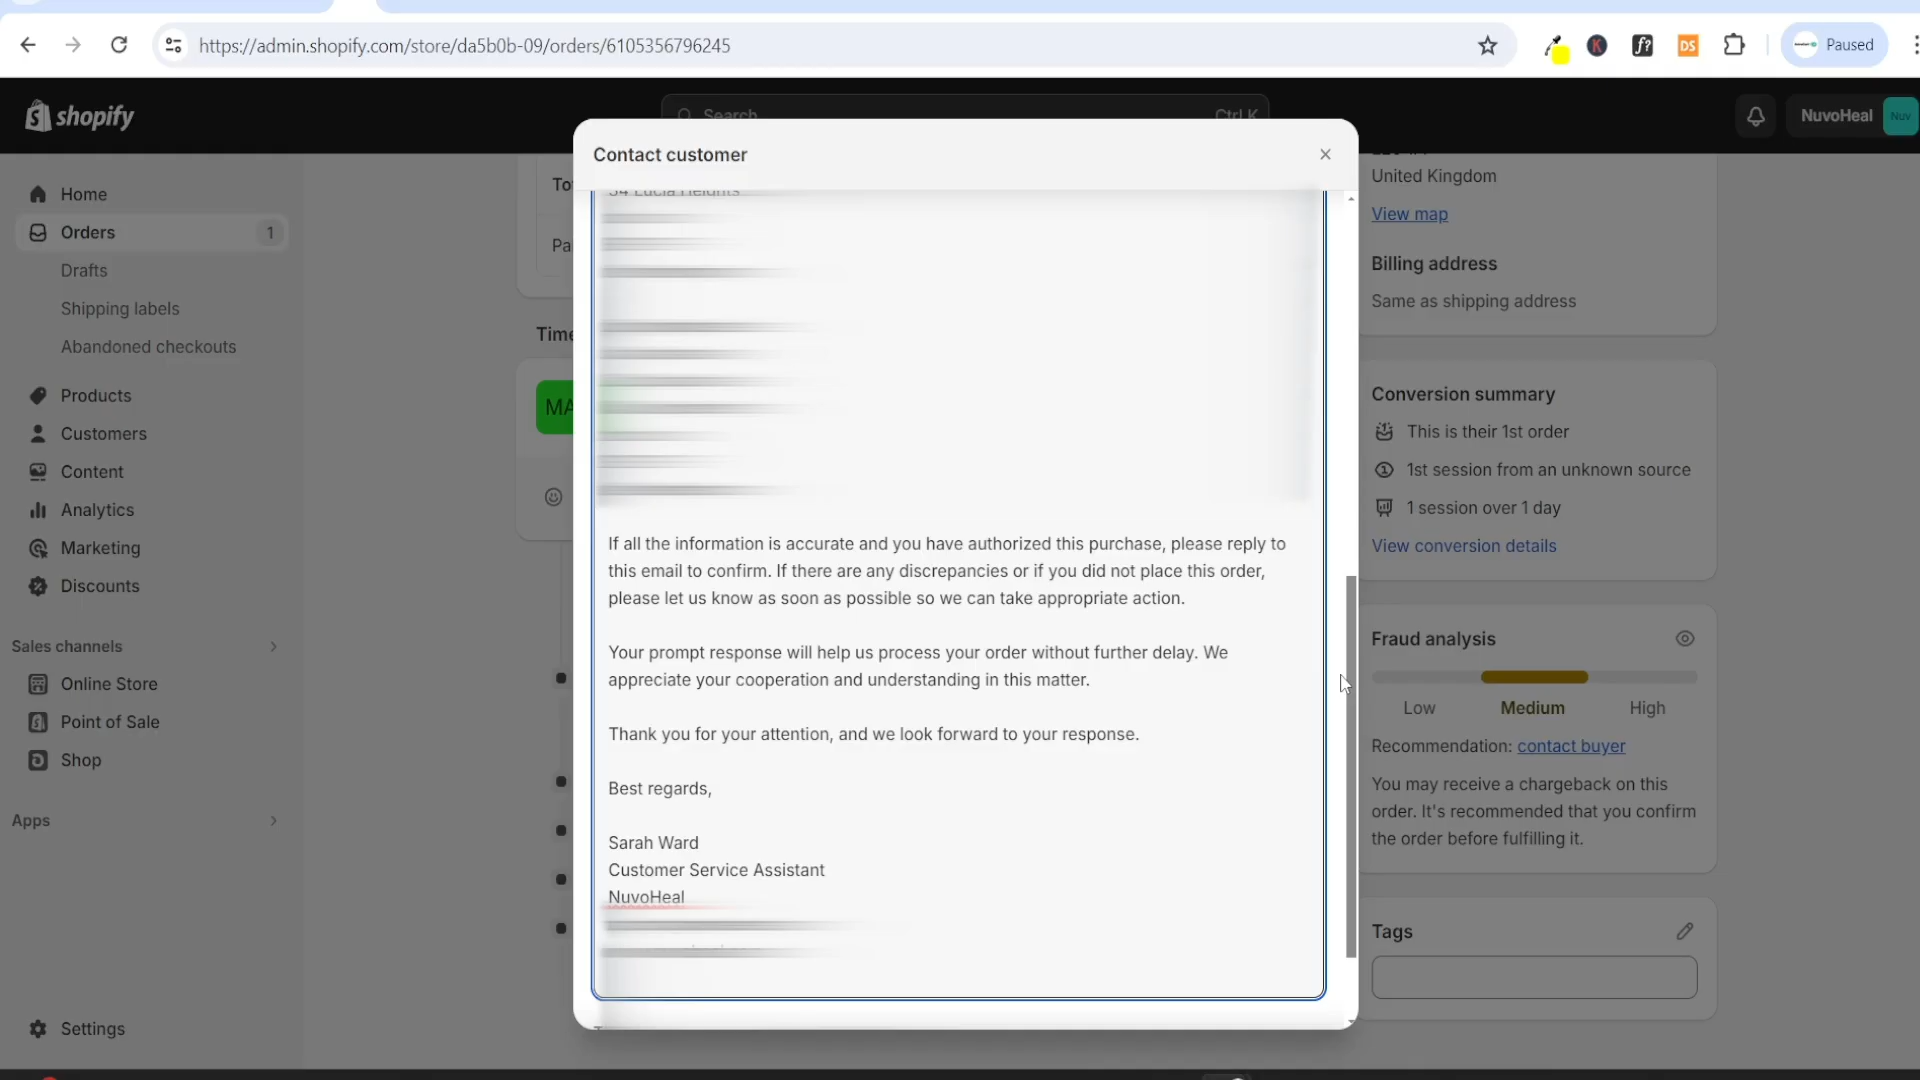 https://admin.shopify.com/store/da5b0b-09/orders/6105356796245
f?
DS
Paused
shopify
Search
Ctrl K
NuvoHeal
Nuv
Home
Orders
1
Drafts
Shipping labels
Abandoned checkouts
Products
Customers
Content
Analytics
Marketing
Discounts
Sales channels
Online Store
Point of Sale
Shop
Apps
Settings
To
Pa
Time
MA
Contact customer
34 Lucia Heights
If all the information is accurate and you have authorized this purchase, please reply to
this email to confirm. If there are any discrepancies or if you did not place this order,
please let us know as soon as possible so we can take appropriate action.
Your prompt response will help us process your order without further delay. We
appreciate your cooperation and understanding in this matter.
Thank you for your attention, and we look forward to your response.
Best regards,
Sarah Ward
Customer Service Assistant
NuvoHeal
United Kingdom
View map
Billing address
Same as shipping address
Conversion summary
This is their 1st order
1st session from an unknown source
1 session over 1 day
View conversion details
Fraud analysis
Low
Medium
High
Recommendation: contact buyer
You may receive a chargeback on this
order. It's recommended that you confirm
the order before fulfilling it.
Tags